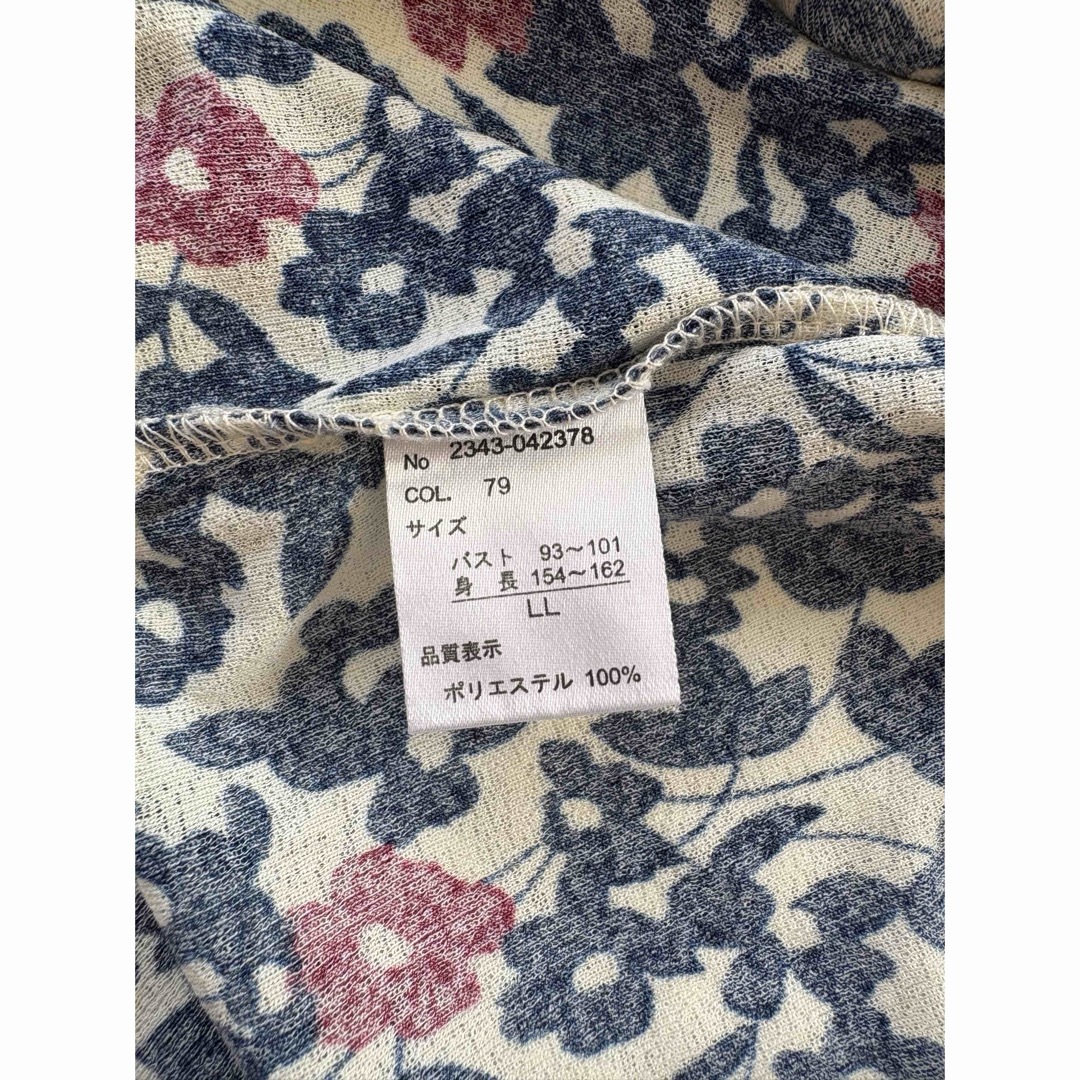 No 2343-042378
COL. 79
サイズ
バスト 93～101
身 長 154～162
LL
品質表示
ポリエステル 100%